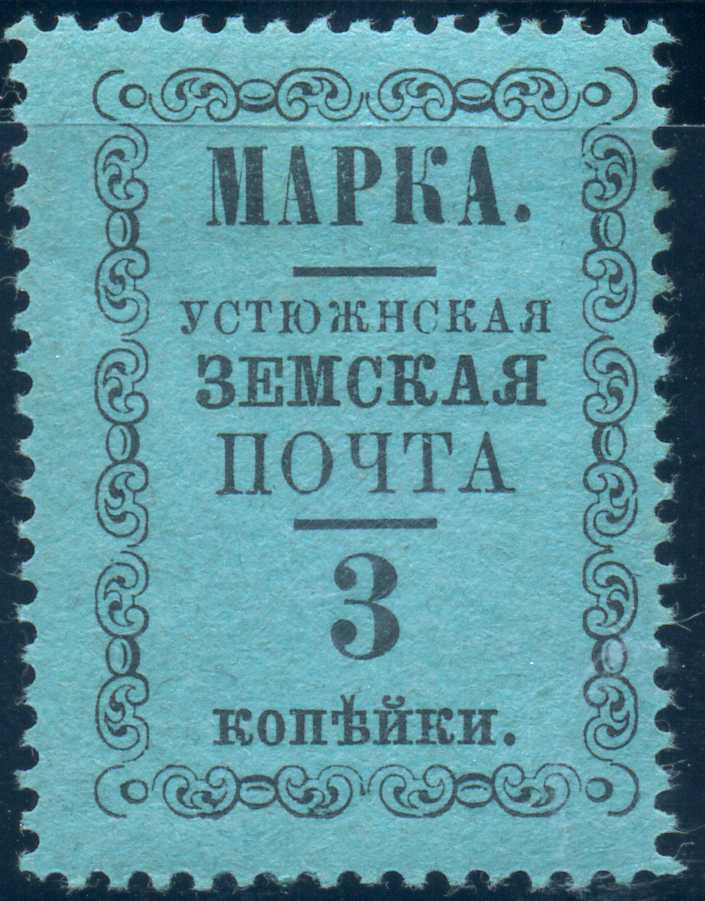 МАРКА.
УСТЮЖНСКАЯ
ЗЕМСКАЯ
ПОЧТА
3
копѣйки.